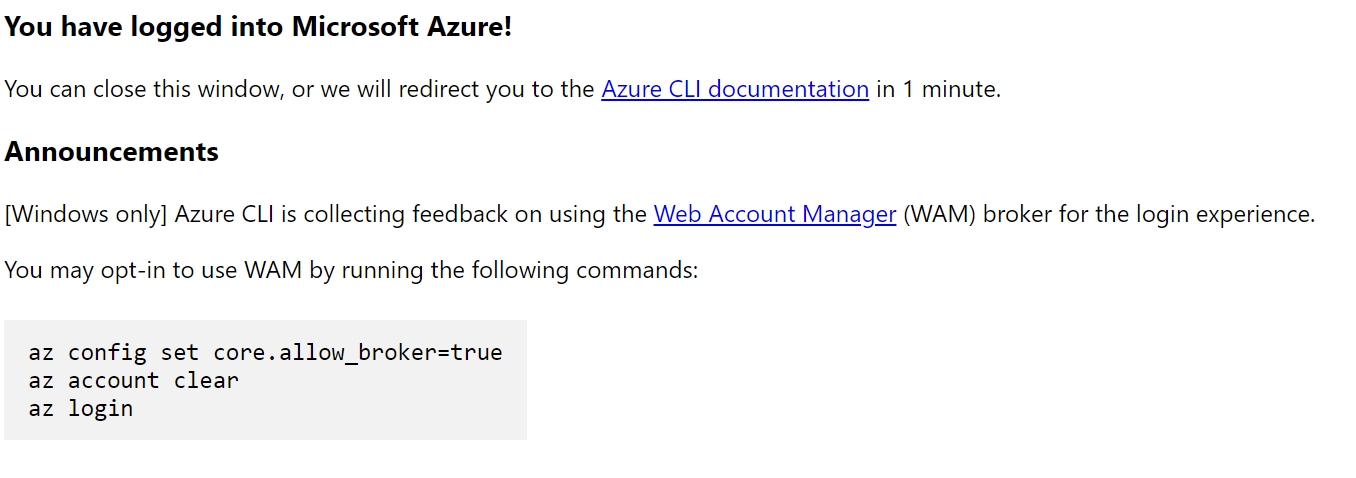 You have logged into Microsoft Azure!
You can close this window, or we will redirect you to the Azure CLI documentation in 1 minute.
Announcements
[Windows only] Azure CLI is collecting feedback on using the Web Account Manager (WAM) broker for the login experience.
You may opt-in to use WAM by running the following commands:
az config set core.allow_broker=true
az account clear
az login